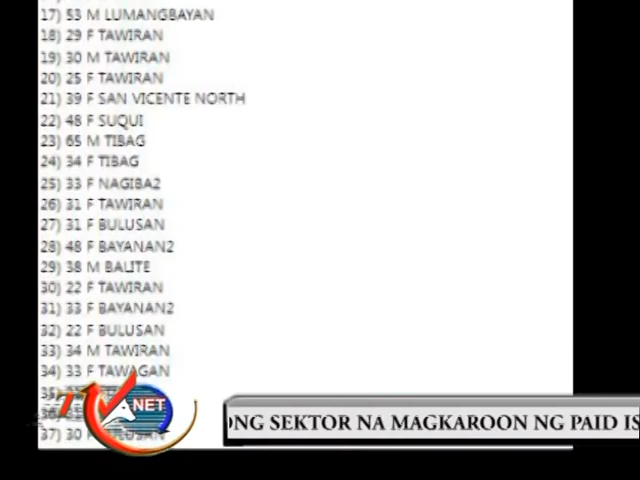 17) 53 M LUMANGBAYAN
18) 29 F TAWIRAN
19) 30 M TAWIRAN
20) 25 F TAWIRAN
21) 39 F SAN VICENTE NORTH
22) 48 F SUQUI
23) 65 M TIBAG
24) 34 F TIBAG
25) 33 F NAGIBA2
26) 31 F TAWIRAN
27) 31 F BULUSAN
28) 48 F BAYANAN2
29) 38 M BALITE
30) 22 F TAWIRAN
31) 33 F BAYANAN2
32) 22 F BULUSAN
33) 34 M TAWIRAN
34) 33 F TAWAGAN
35)
36)
37) 30
TV NET
ONG SEKTOR NA MAGKAROON NG PAID IS